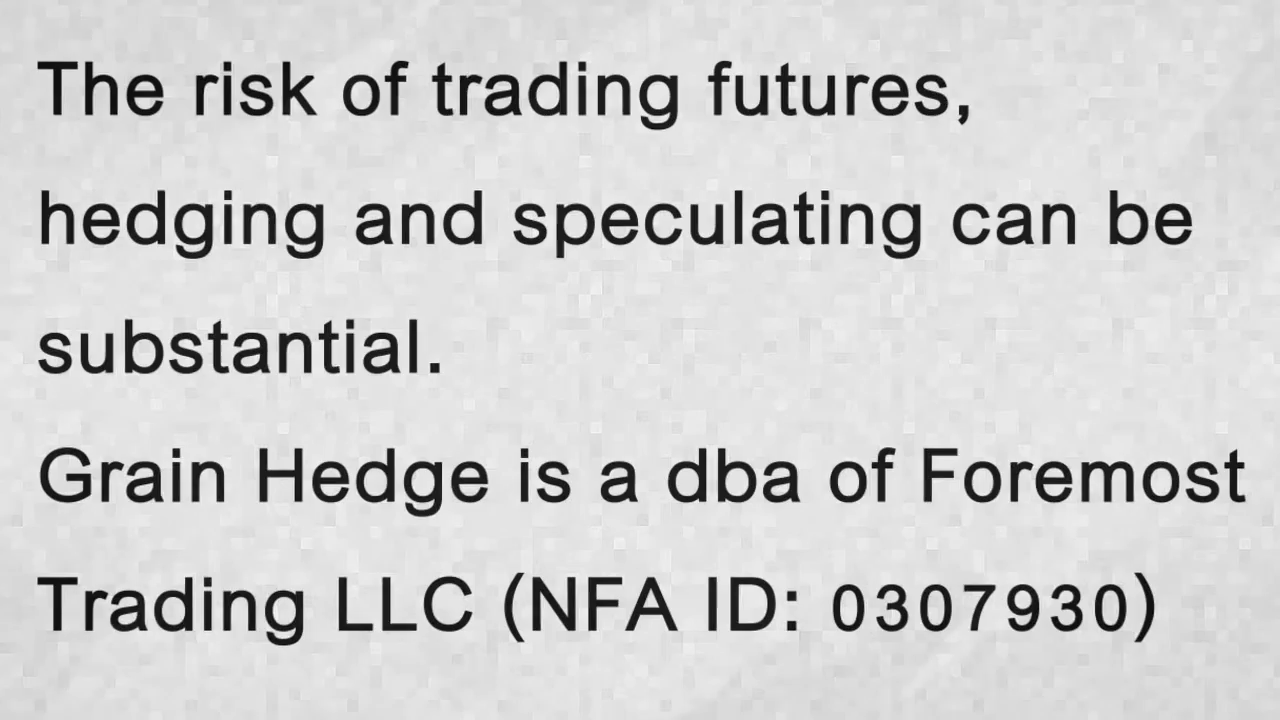 The risk of trading futures,
hedging and speculating can be
substantial.
Grain Hedge is a dba of Foremost
Trading LLC (NFA ID: 0307930)